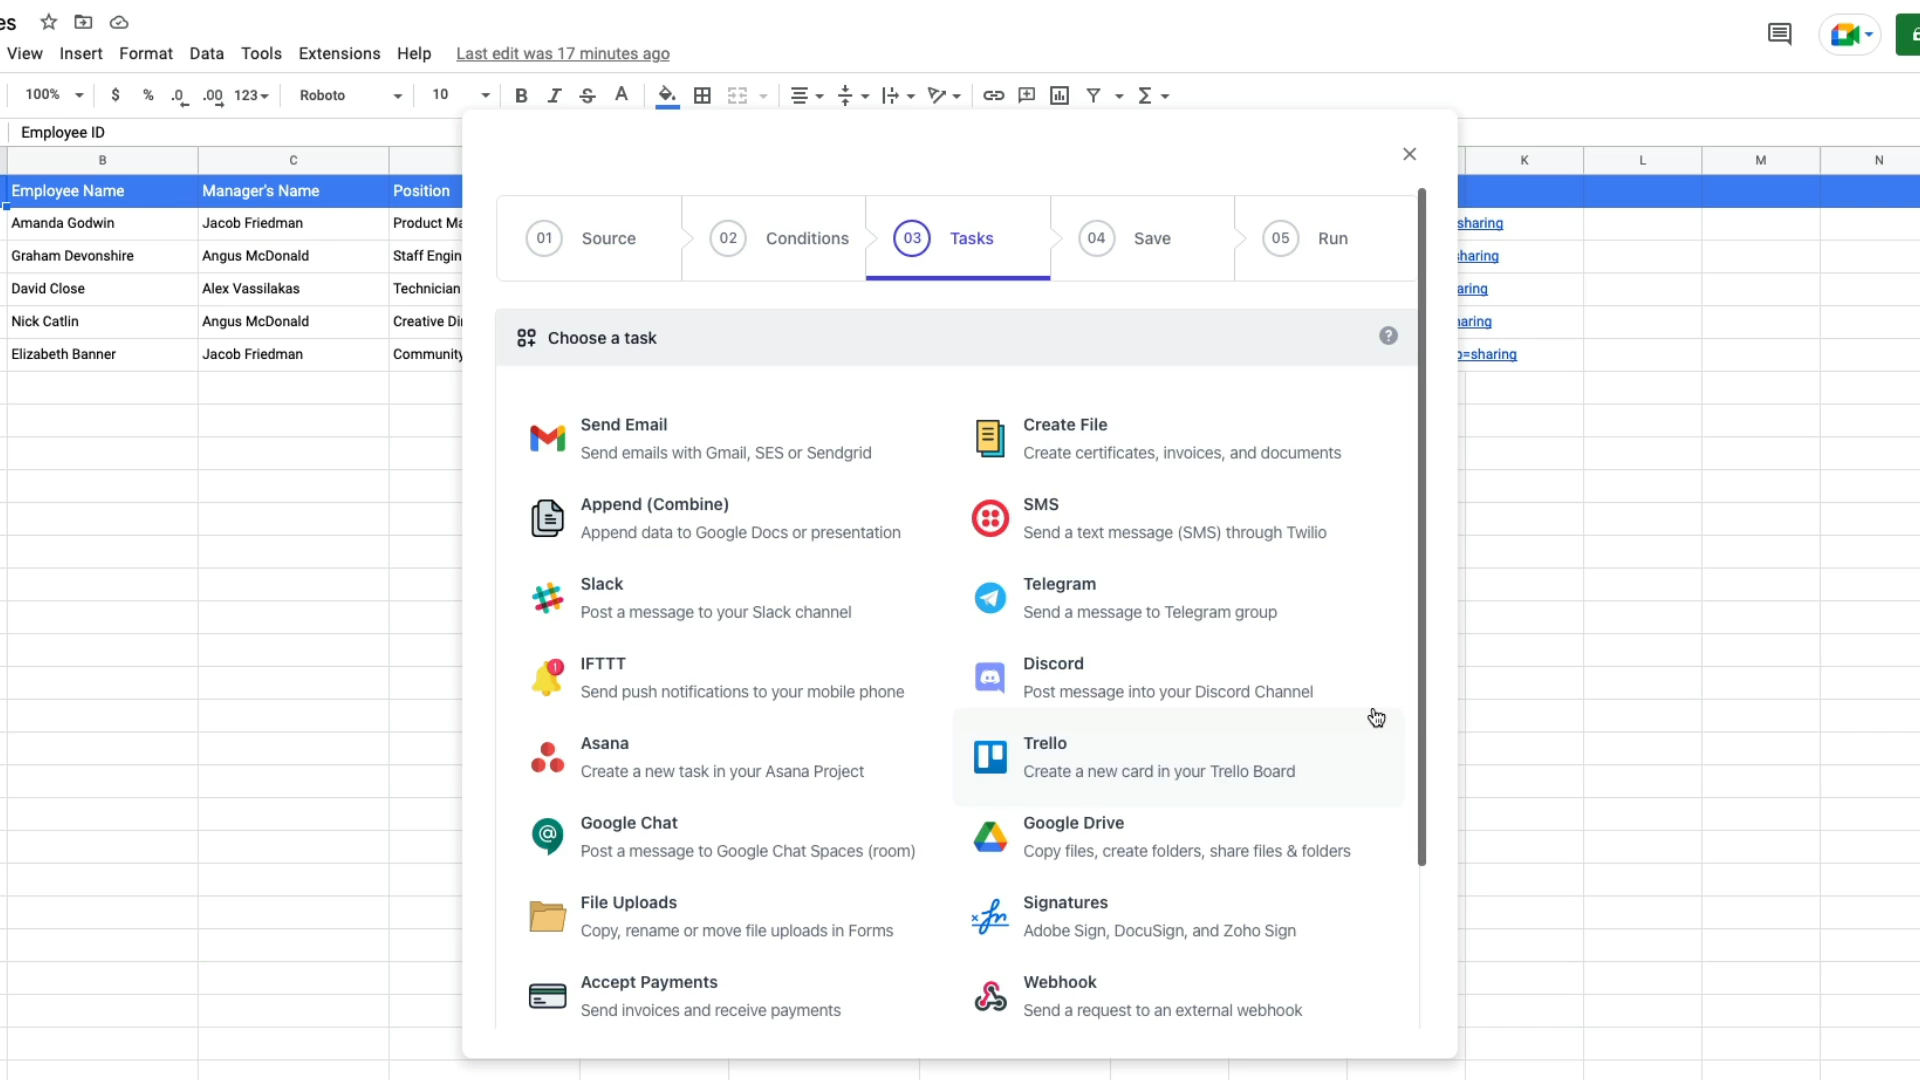 es
View Insert Format Data Tools Extensions Help Last edit was 17 minutes ago
100% $ % .0 .00 123 Roboto 10 B I S A
Employee ID
B C K L M N
Employee Name Manager's Name Position
Amanda Godwin Jacob Friedman Product Ma sharing
Graham Devonshire Angus McDonald Staff Engin sharing
David Close Alex Vassilakas Technician aring
Nick Catlin Angus McDonald Creative Di haring
Elizabeth Banner Jacob Friedman Community p=sharing
01 Source 02 Conditions 03 Tasks 04 Save 05 Run
Choose a task ?
Send Email
Send emails with Gmail, SES or Sendgrid
Create File
Create certificates, invoices, and documents
Append (Combine)
Append data to Google Docs or presentation
SMS
Send a text message (SMS) through Twilio
Slack
Post a message to your Slack channel
Telegram
Send a message to Telegram group
1
IFTTT
Send push notifications to your mobile phone
Discord
Post message into your Discord Channel
Asana
Create a new task in your Asana Project
Trello
Create a new card in your Trello Board
Google Chat
Post a message to Google Chat Spaces (room)
Google Drive
Copy files, create folders, share files & folders
File Uploads
Copy, rename or move file uploads in Forms
Signatures
Adobe Sign, DocuSign, and Zoho Sign
Accept Payments
Send invoices and receive payments
Webhook
Send a request to an external webhook